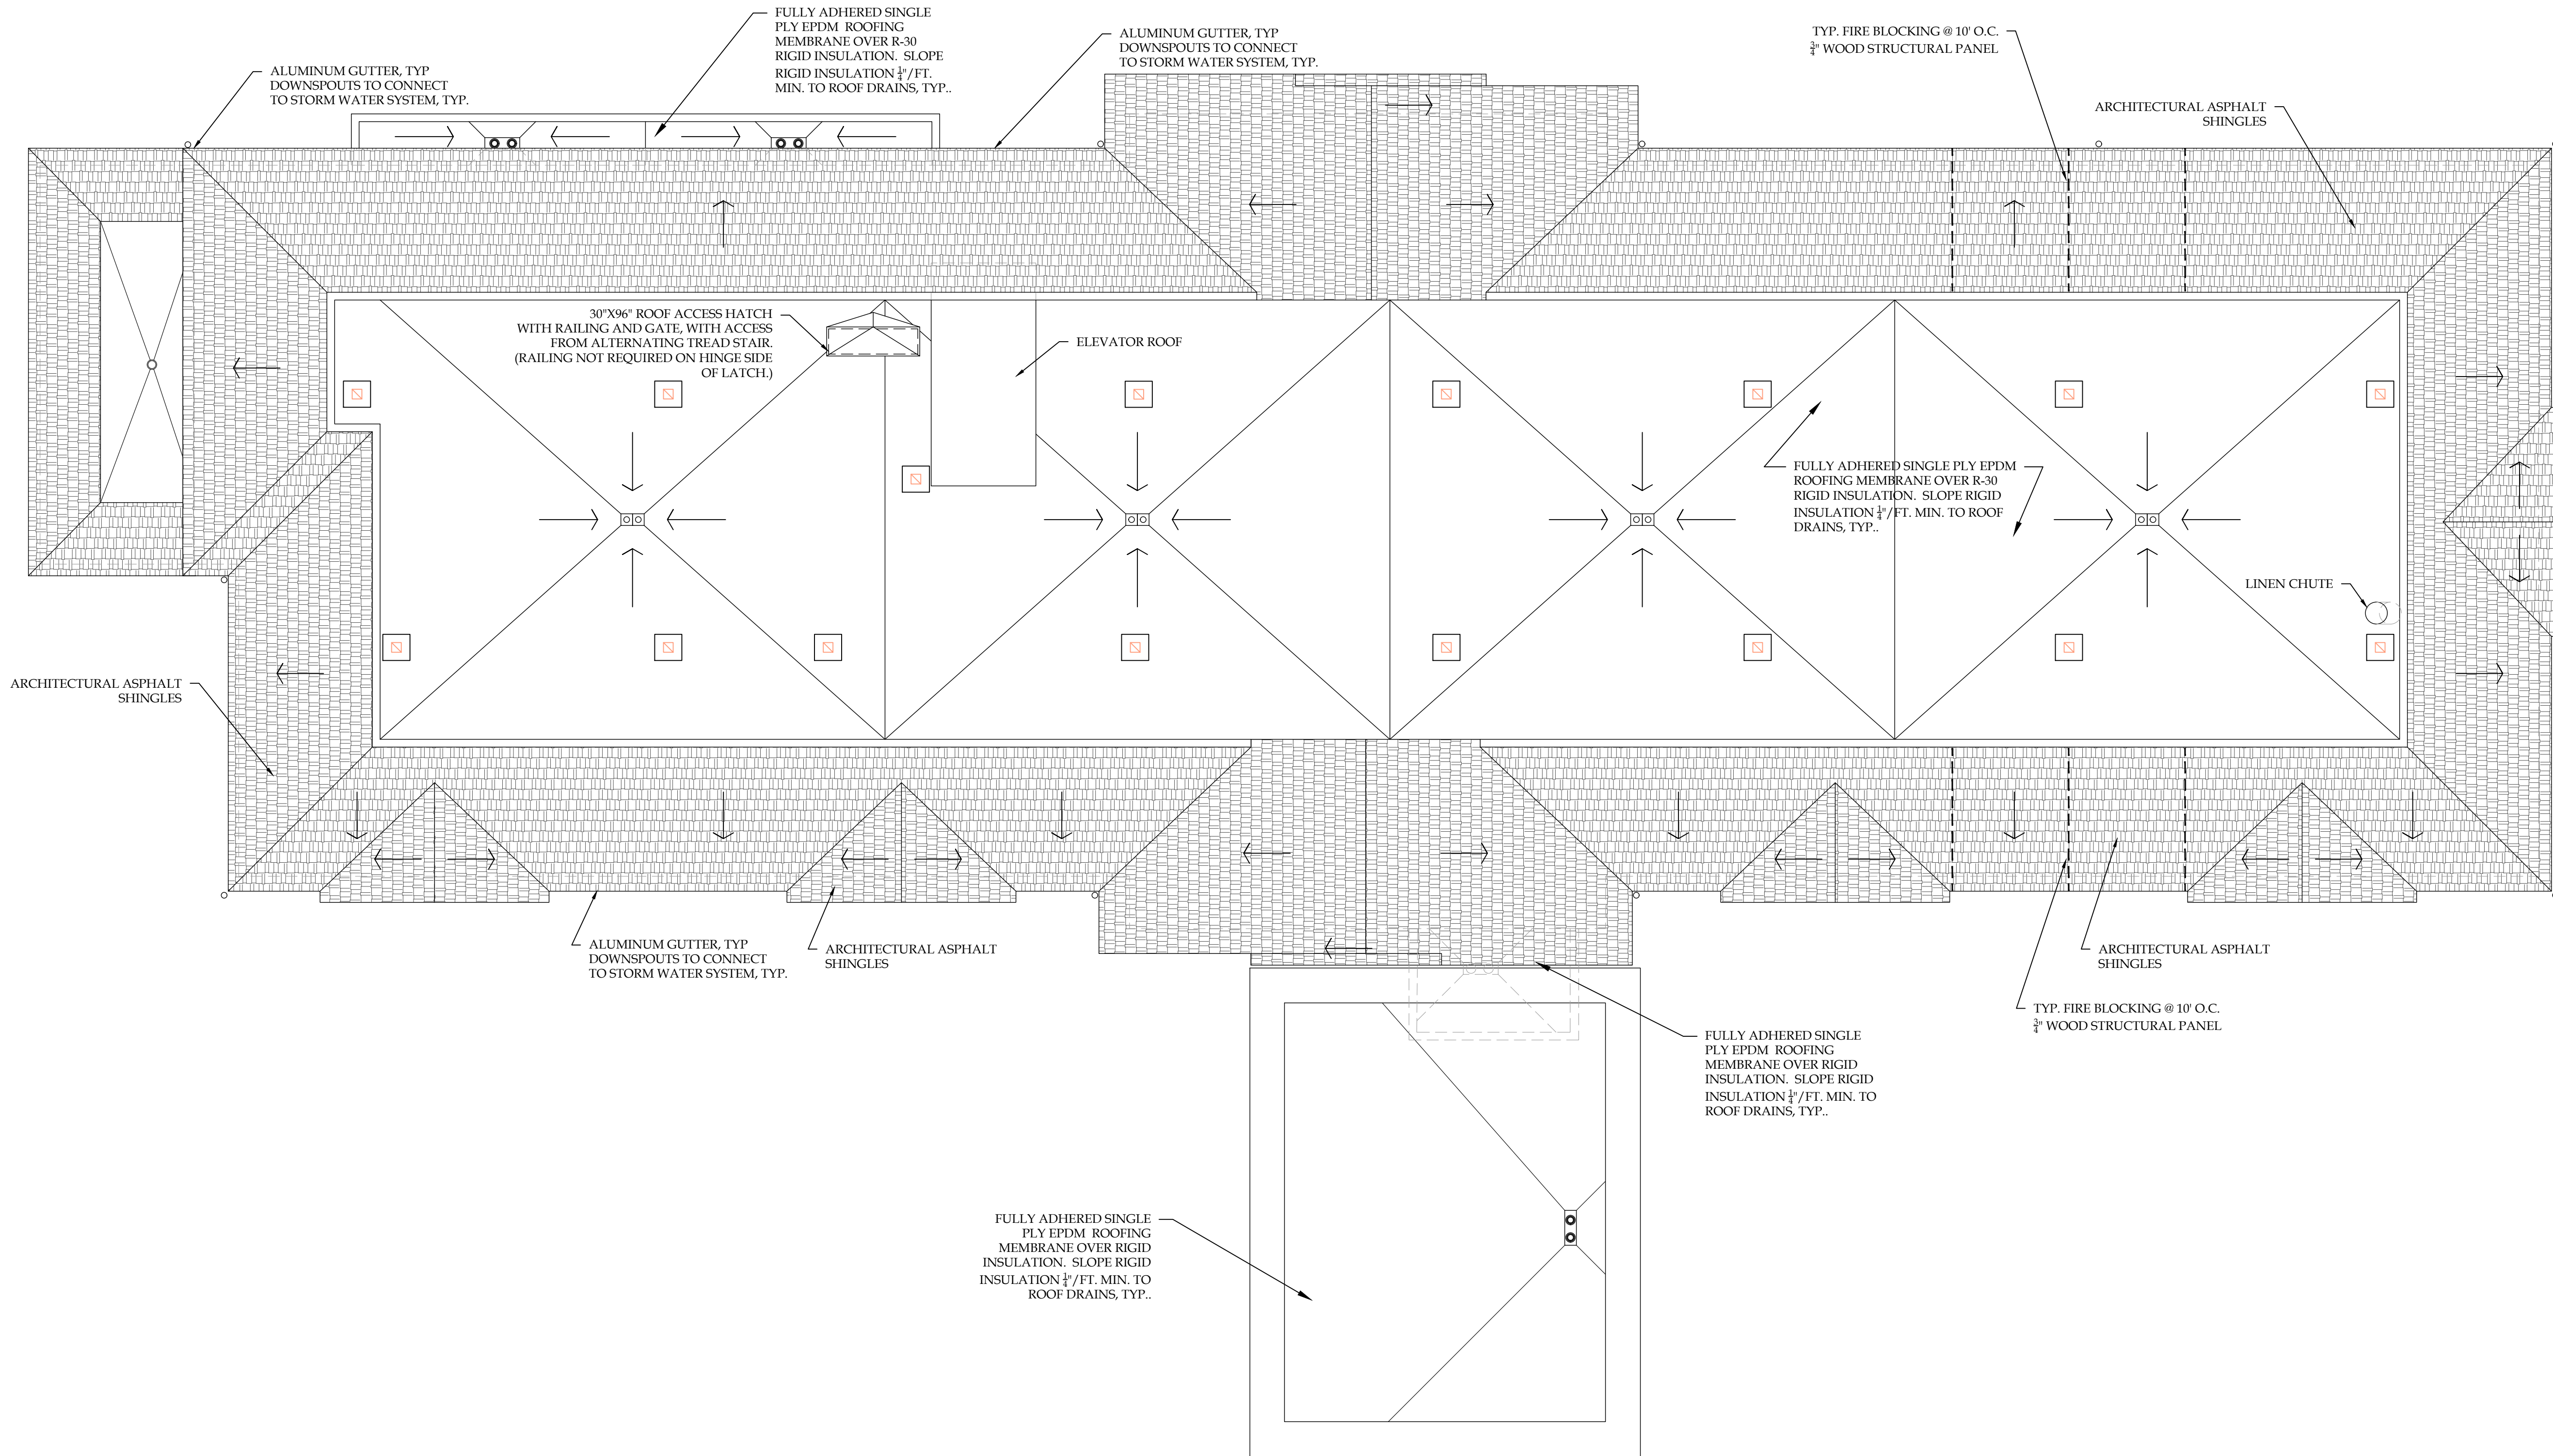 FULLY ADHERED SINGLE
PLY EPDM ROOFING
MEMBRANE OVER R-30
RIGID INSULATION. SLOPE
RIGID INSULATION 1/4"/FT.
MIN. TO ROOF DRAINS, TYP..
ALUMINUM GUTTER, TYP
DOWNSPOUTS TO CONNECT
TO STORM WATER SYSTEM, TYP.
TYP. FIRE BLOCKING @ 10' O.C.
3/4" WOOD STRUCTURAL PANEL
ALUMINUM GUTTER, TYP
DOWNSPOUTS TO CONNECT
TO STORM WATER SYSTEM, TYP.
ARCHITECTURAL ASPHALT
SHINGLES
30"X96" ROOF ACCESS HATCH
WITH RAILING AND GATE, WITH ACCESS
FROM ALTERNATING TREAD STAIR.
(RAILING NOT REQUIRED ON HINGE SIDE
OF LATCH.)
ELEVATOR ROOF
FULLY ADHERED SINGLE PLY EPDM
ROOFING MEMBRANE OVER R-30
RIGID INSULATION. SLOPE RIGID
INSULATION 1/4"/FT. MIN. TO ROOF
DRAINS, TYP..
LINEN CHUTE
ARCHITECTURAL ASPHALT
SHINGLES
ALUMINUM GUTTER, TYP
DOWNSPOUTS TO CONNECT
TO STORM WATER SYSTEM, TYP.
ARCHITECTURAL ASPHALT
SHINGLES
ARCHITECTURAL ASPHALT
SHINGLES
TYP. FIRE BLOCKING @ 10' O.C.
3/4" WOOD STRUCTURAL PANEL
FULLY ADHERED SINGLE
PLY EPDM ROOFING
MEMBRANE OVER RIGID
INSULATION. SLOPE RIGID
INSULATION 1/4"/FT. MIN. TO
ROOF DRAINS, TYP..
FULLY ADHERED SINGLE
PLY EPDM ROOFING
MEMBRANE OVER RIGID
INSULATION. SLOPE RIGID
INSULATION 1/4"/FT. MIN. TO
ROOF DRAINS, TYP..